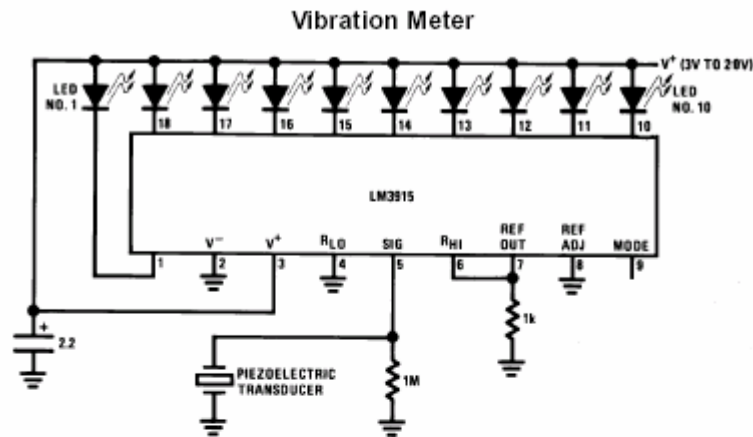 Vibration Meter
V+ (3V TO 20V)
LED
NO. 1
LED
NO. 10
18 17 16 15 14 13 12 11 10
LM3915
V− V+ RLO SIG RHI REF OUT REF ADJ MODE
1 2 3 4 5 6 7 8 9
+
2.2
PIEZOELECTRIC
TRANSDUCER
1M
1k